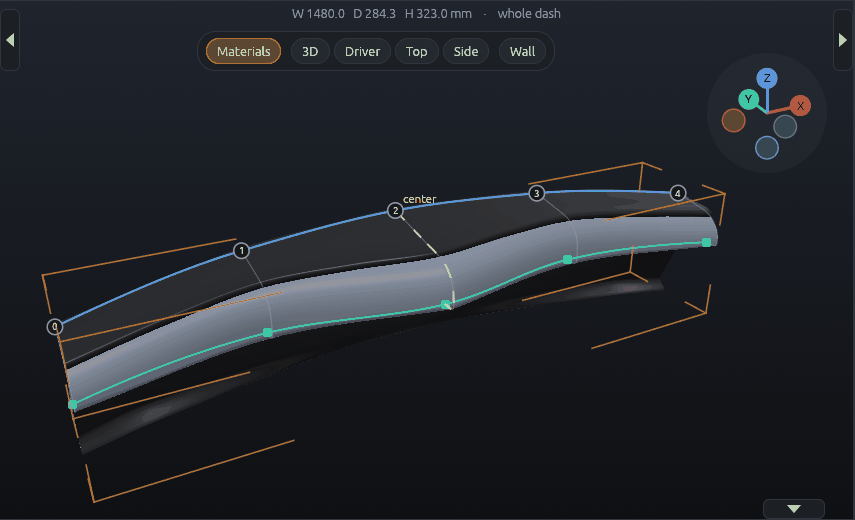 W 1480.0 D 284.3 H 323.0 mm · whole dash
Materials 3D Driver Top Side Wall
Z
Y X
3 4
center
2
1
0